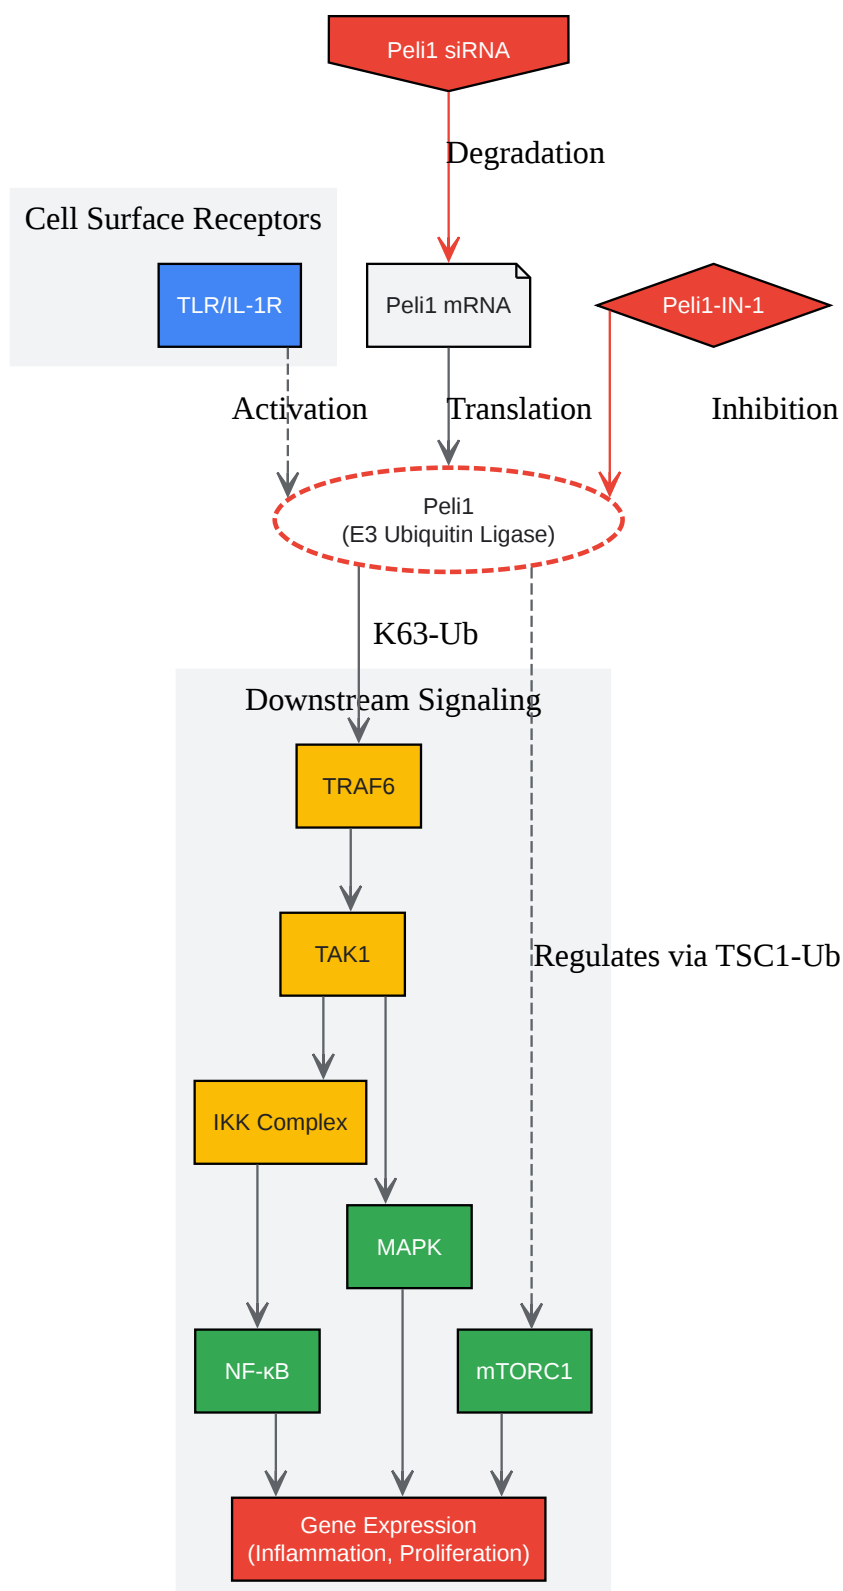 Peli1 siRNA
Degradation
Cell Surface Receptors
TLR/IL-1R
Peli1 mRNA
Peli1-IN-1
Activation
Translation
Inhibition
Peli1
(E3 Ubiquitin Ligase)
K63-Ub
Downstream Signaling
TRAF6
TAK1
Regulates via TSC1-Ub
IKK Complex
MAPK
NF-κB
mTORC1
Gene Expression
(Inflammation, Proliferation)